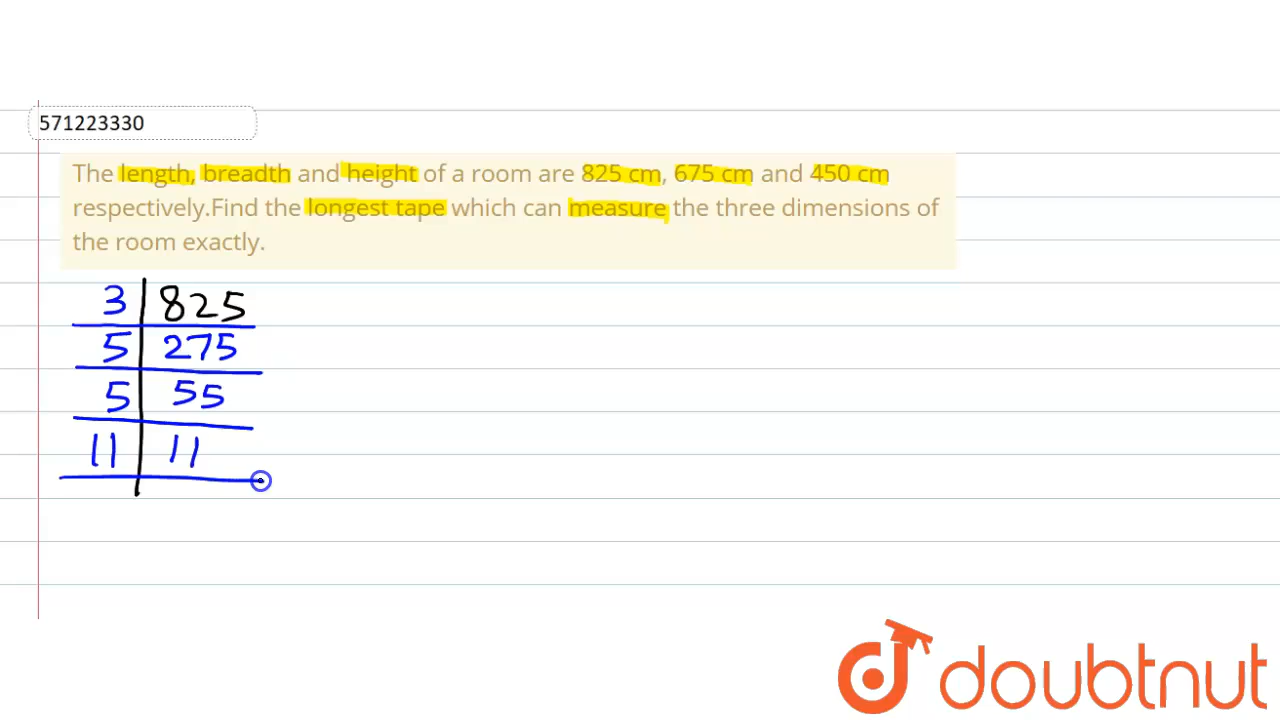 571223330
The length, breadth and height of a room are 825 cm, 675 cm and 450 cm
respectively.Find the longest tape which can measure the three dimensions of
the room exactly.
3 825
5 275
5 55
11 11
doubtnut